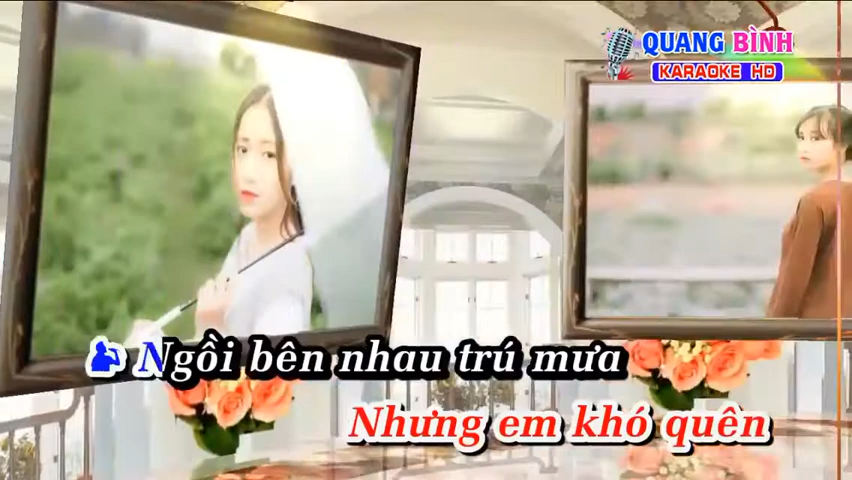 QUANG BÌNH
KARAOKE HD
Ngồi bên nhau trú mưa
Nhưng em khó quên